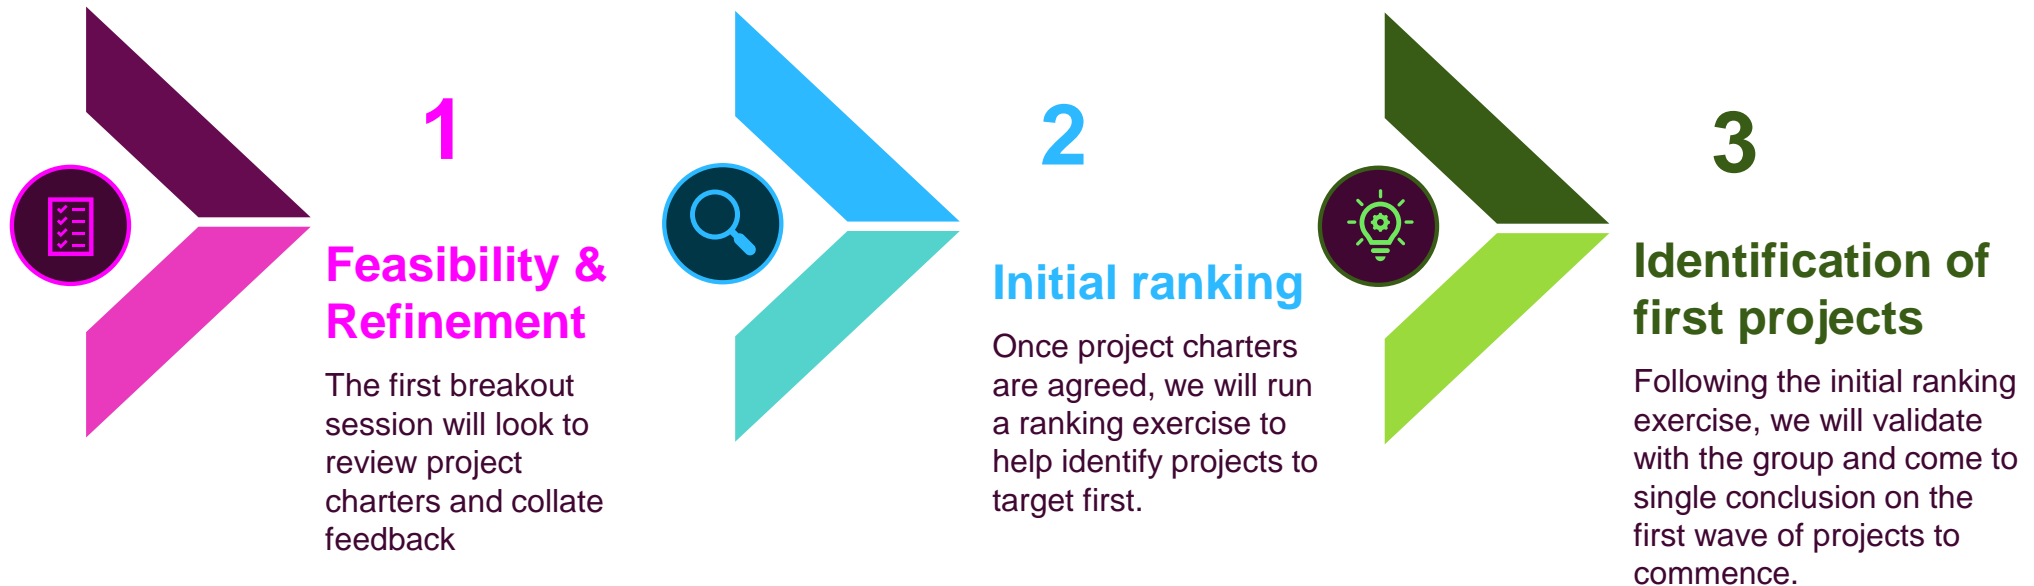 1
Feasibility &
Refinement
The first breakout
session will look to
review project
charters and collate
feedback
2
Initial ranking
Once project charters
are agreed, we will run
a ranking exercise to
help identify projects to
target first.
3
Identification of
first projects
Following the initial ranking
exercise, we will validate
with the group and come to
single conclusion on the
first wave of projects to
commence.